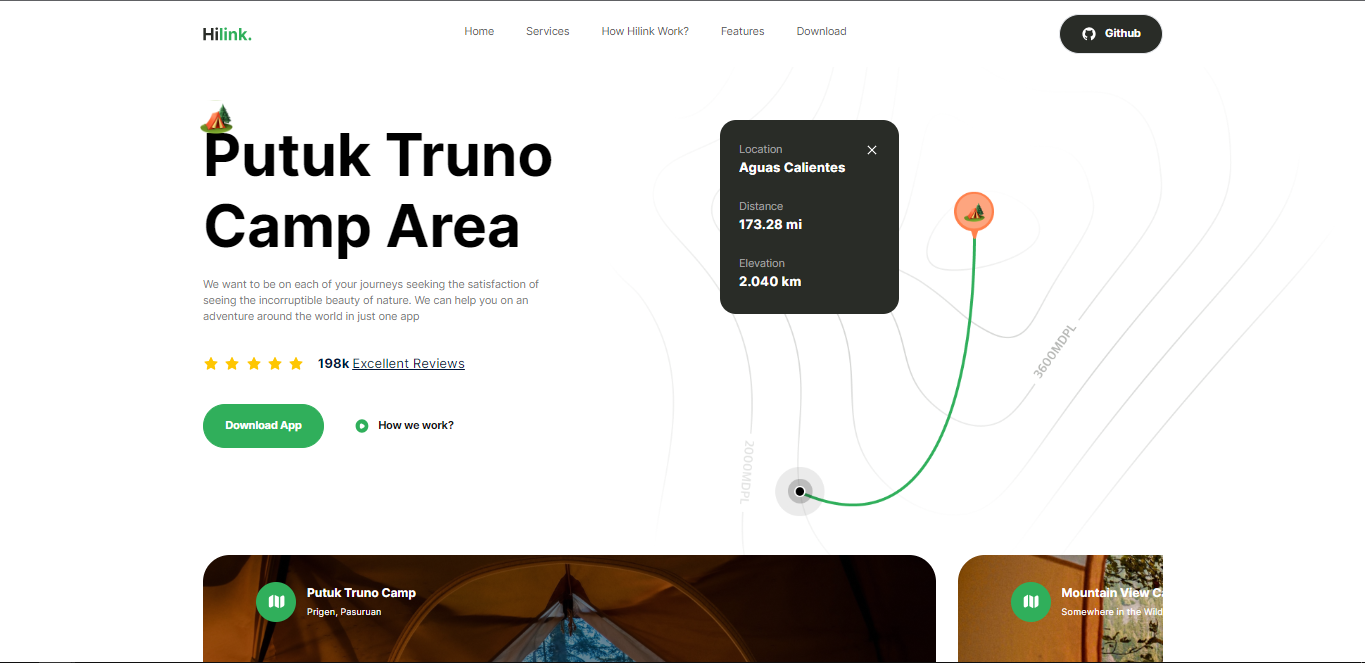 Hilink.
Home
Services
How Hilink Work?
Features
Download
Github
Putuk Truno
Camp Area
We want to be on each of your journeys seeking the satisfaction of
seeing the incorruptible beauty of nature. We can help you on an
adventure around the world in just one app
198k Excellent Reviews
Download App
How we work?
Location
Aguas Calientes
Distance
173.28 mi
Elevation
2.040 km
3600MDPL
2000MDPL
Putuk Truno Camp
Prigen, Pasuruan
Mountain View
Somewhere in the Wild